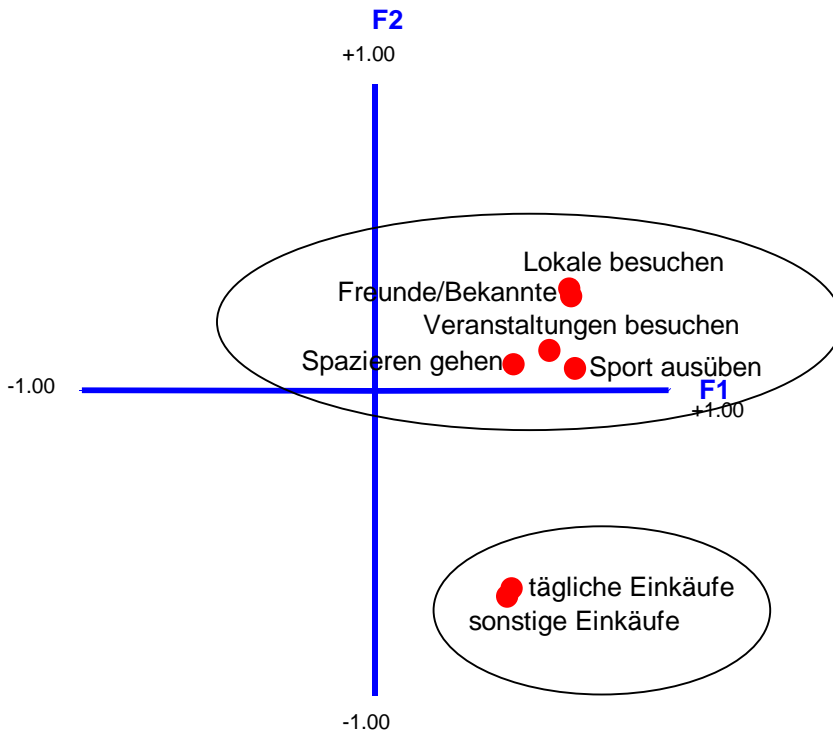 F2
+1.00
Lokale besuchen
Freunde/Bekannte
Veranstaltungen besuchen
Spazieren gehen
Sport ausüben
-1.00
F1
+1.00
tägliche Einkäufe
sonstige Einkäufe
-1.00